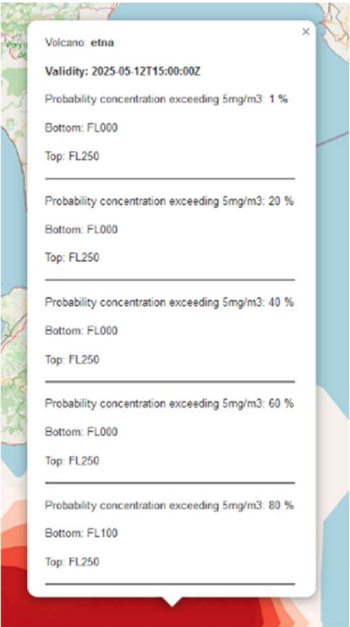 Volcano: etna
Validity: 2025-05-12T15:00:00Z
Probability concentration exceeding 5mg/m3: 1 %
Bottom: FL000
Top: FL250
Probability concentration exceeding 5mg/m3: 20 %
Bottom: FL000
Top: FL250
Probability concentration exceeding 5mg/m3: 40 %
Bottom: FL000
Top: FL250
Probability concentration exceeding 5mg/m3: 60 %
Bottom: FL000
Top: FL250
Probability concentration exceeding 5mg/m3: 80 %
Bottom: FL100
Top: FL250